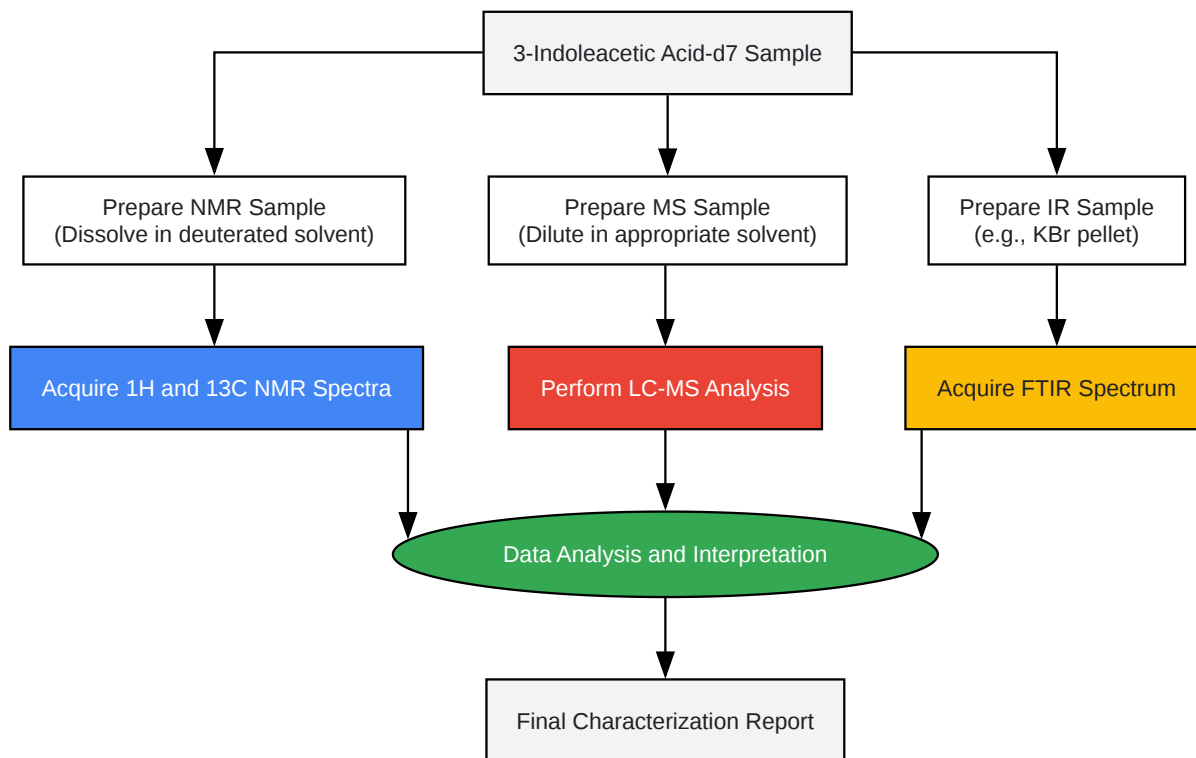 3-Indoleacetic Acid-d7 Sample
Prepare NMR Sample
(Dissolve in deuterated solvent)
Prepare MS Sample
(Dilute in appropriate solvent)
Prepare IR Sample
(e.g., KBr pellet)
Acquire 1H and 13C NMR Spectra
Perform LC-MS Analysis
Acquire FTIR Spectrum
Data Analysis and Interpretation
Final Characterization Report